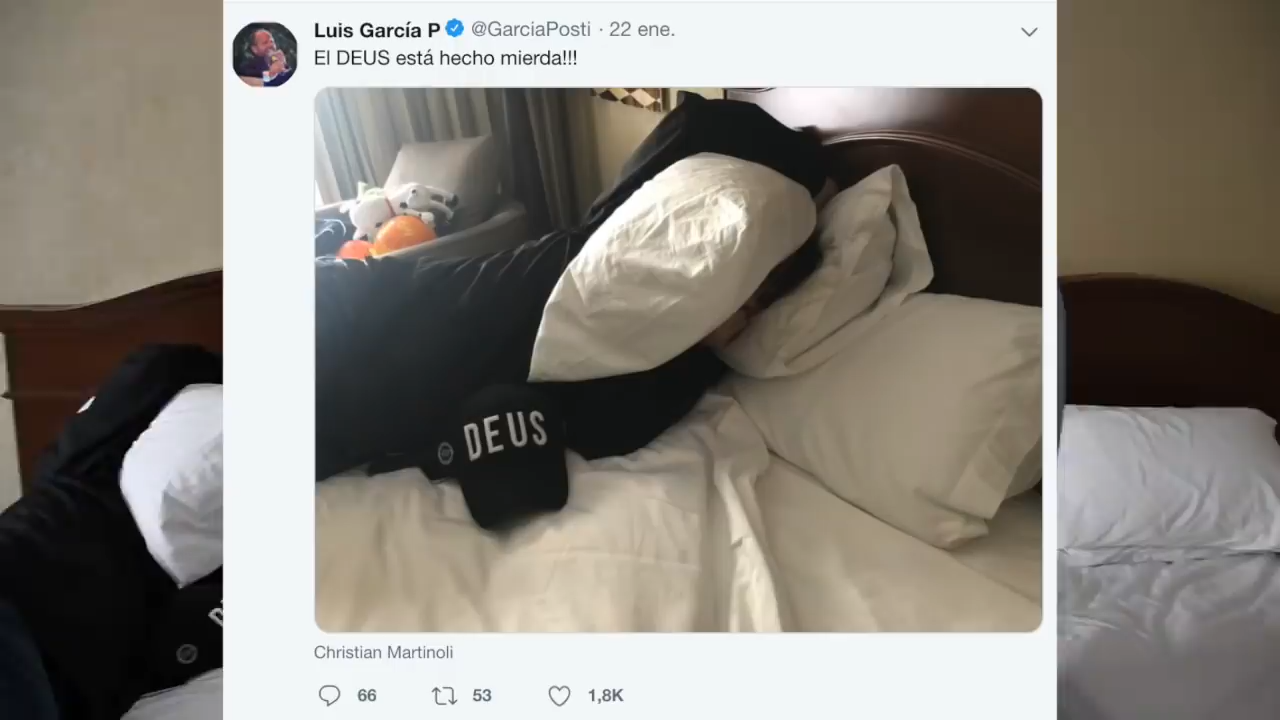 Luis García P @GarciaPosti · 22 ene.
El DEUS está hecho mierda!!!
DEUS
Christian Martinoli
66 53 1,8K